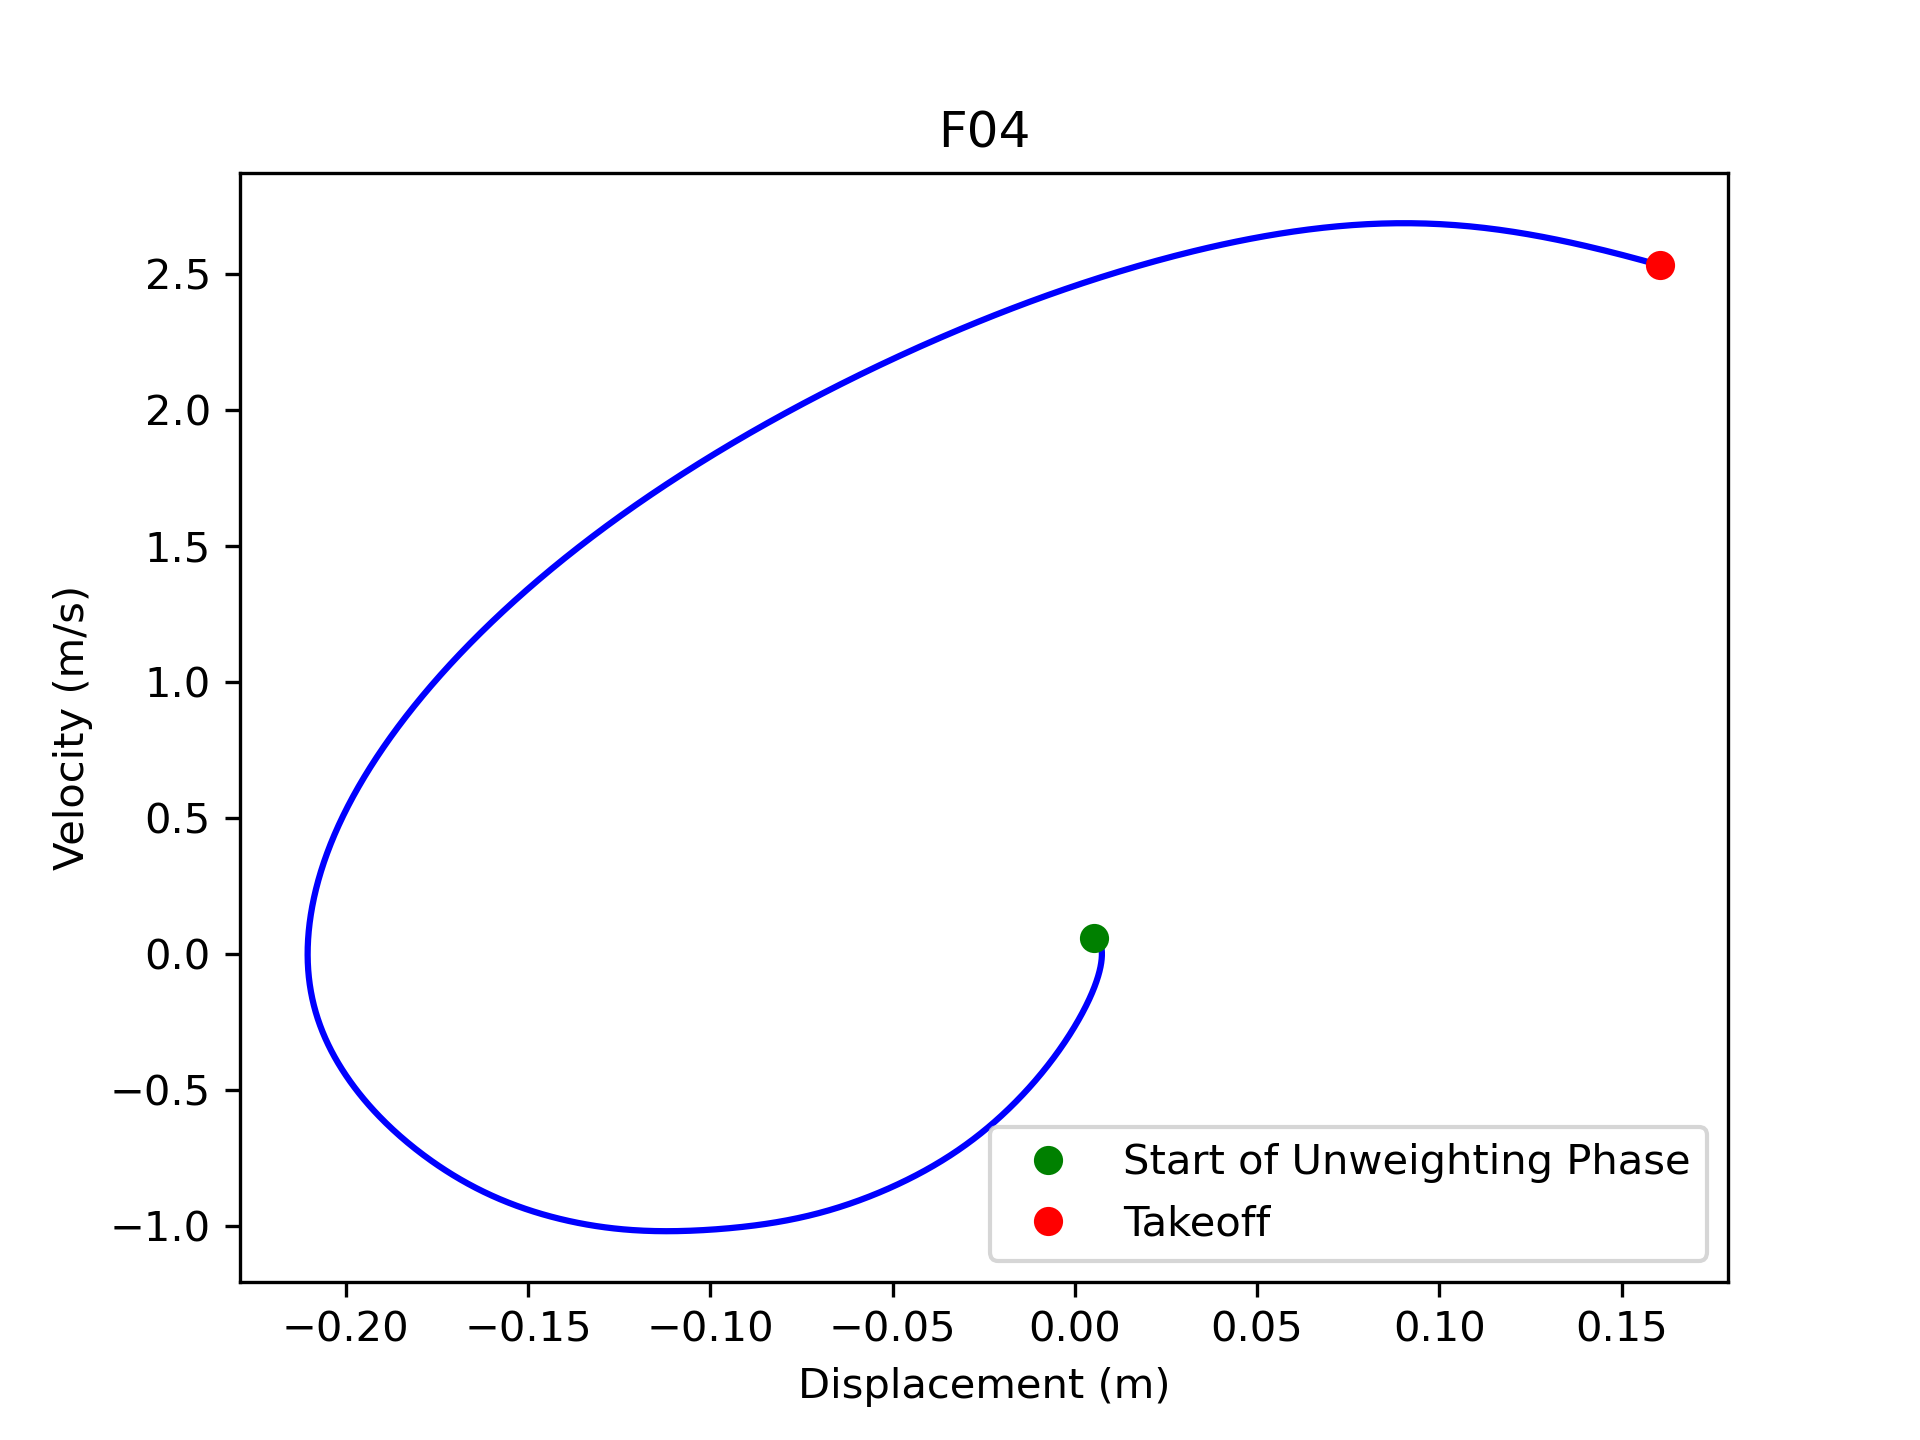 F04
2.5
2.0
1.5
1.0
0.5
0.0
−0.5
−1.0
Velocity (m/s)
Start of Unweighting Phase
Takeoff
−0.20 −0.15 −0.10 −0.05 0.00 0.05 0.10 0.15
Displacement (m)